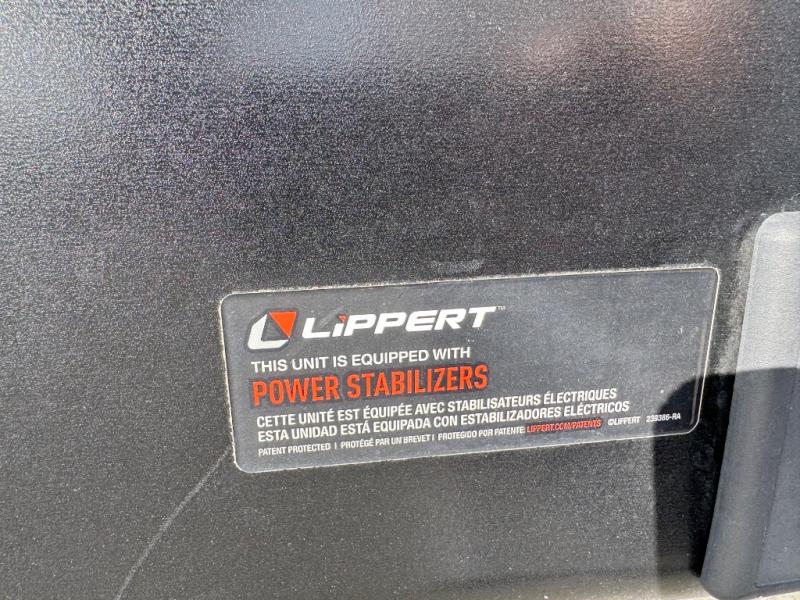 LiPPERT™
THIS UNIT IS EQUIPPED WITH
POWER STABILIZERS
CETTE UNITÉ EST ÉQUIPÉE AVEC STABILISATEURS ÉLECTRIQUES
ESTA UNIDAD ESTÁ EQUIPADA CON ESTABILIZADORES ELÉCTRICOS
PATENT PROTECTED | PROTÉGÉ PAR UN BREVET | PROTEGIDO POR PATENTE: LIPPERT.COM/PATENTS ©LIPPERT 239386-RA